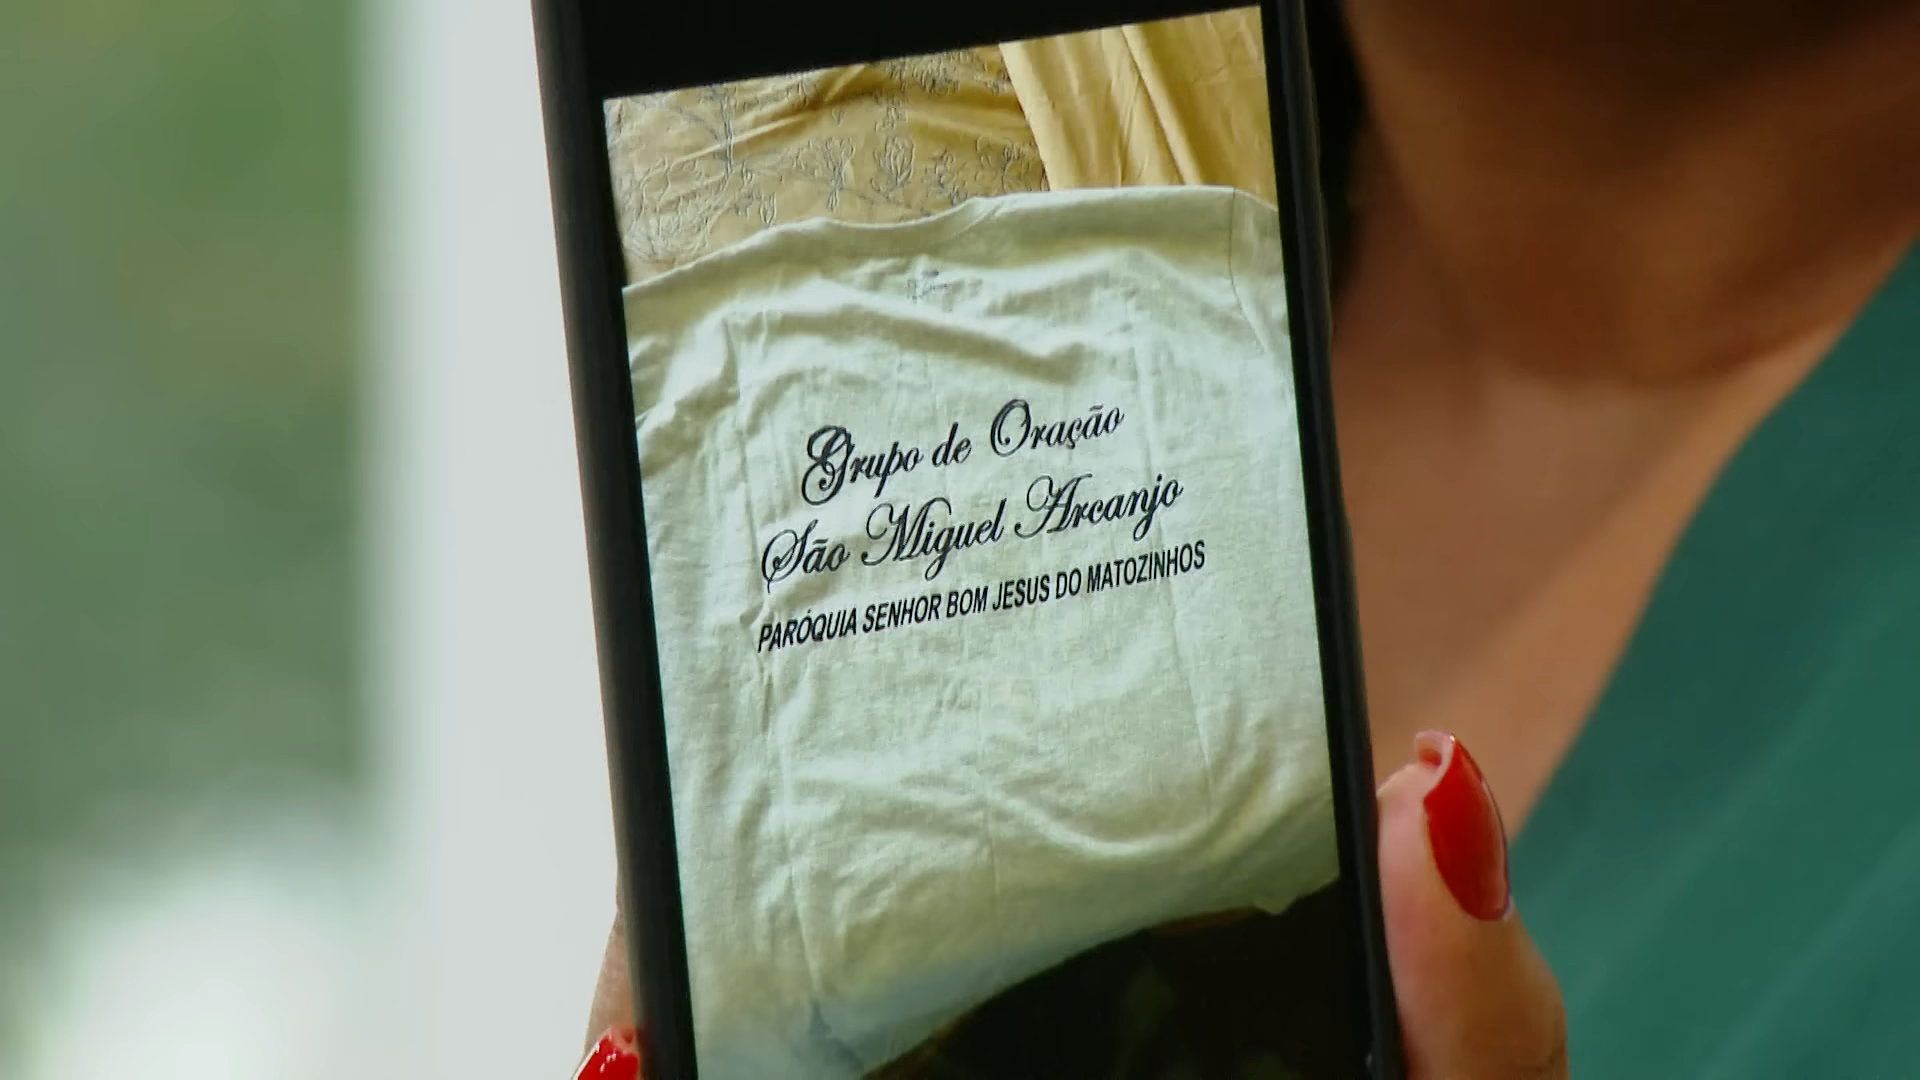 Grupo de Oração
São Miguel Arcanjo
PARÓQUIA SENHOR BOM JESUS DO MATOZINHOS